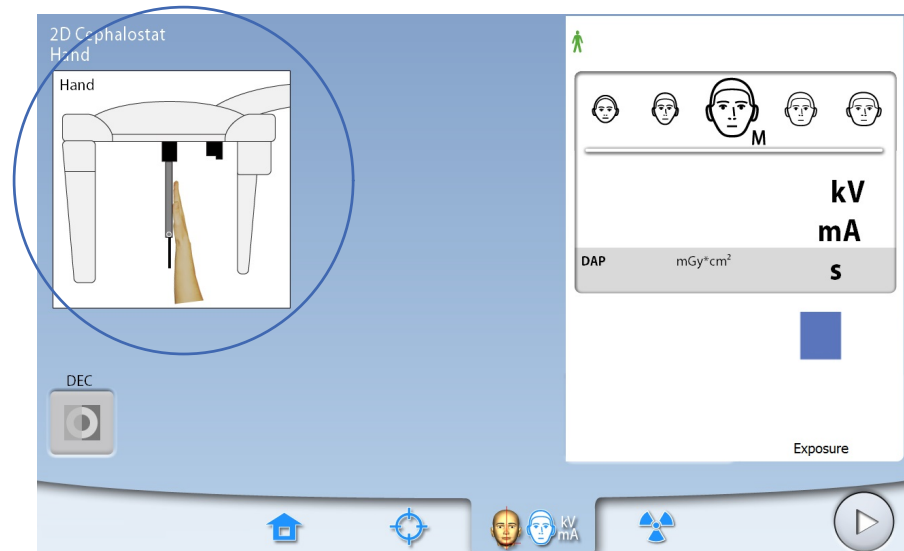 2D Cephalostat
Hand
Hand
M
kV
mA
DAP mGy*cm² s
DEC
Exposure
kV
mA